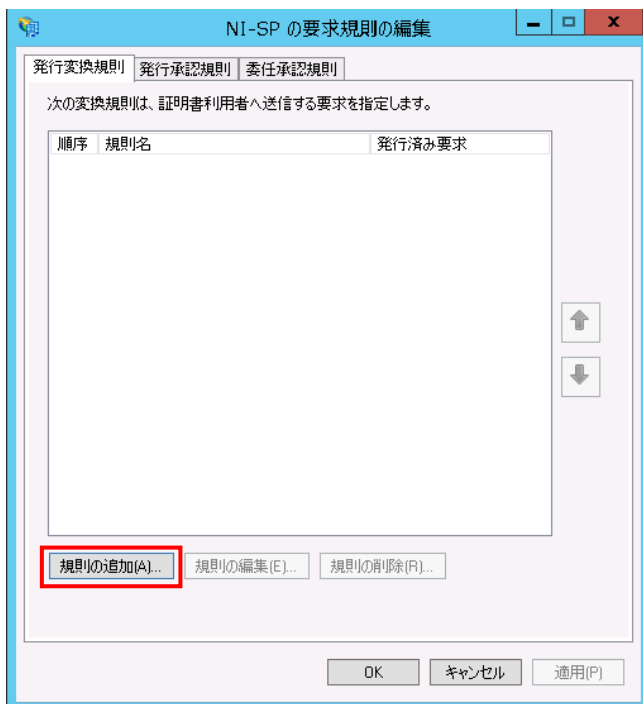 NI-SP の要求規則の編集
発行変換規則 発行承認規則 委任承認規則
次の変換規則は、証明書利用者へ送信する要求を指定します。
順序 規則名 発行済み要求
規則の追加(A)... 規則の編集(E)... 規則の削除(R)...
OK キャンセル 適用(P)